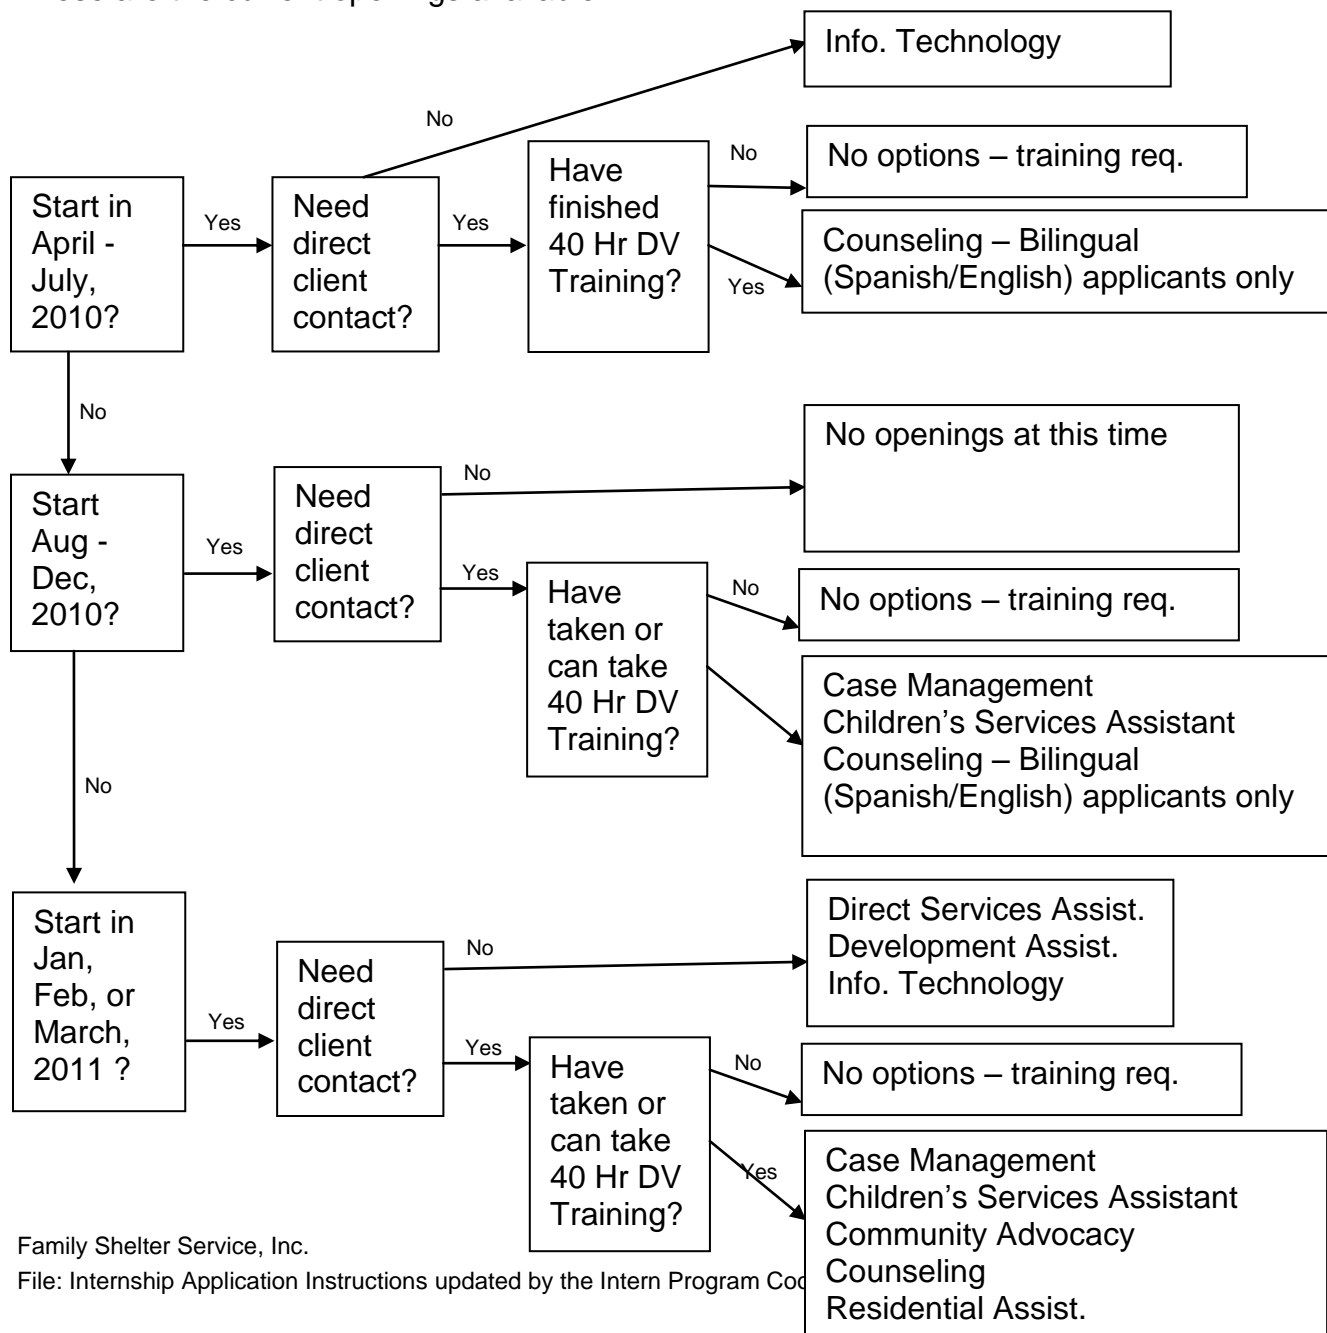 Info. Technology
No
Start in
April -
July,
2010?
Yes
Need
direct
client
contact?
Yes
Have
finished
40 Hr DV
Training?
No
No options – training req.
Yes
Counseling – Bilingual
(Spanish/English) applicants only
No
Start
Aug -
Dec,
2010?
Yes
Need
direct
client
contact?
No
No openings at this time
Yes
Have
taken or
can take
40 Hr DV
Training?
No
No options – training req.
Case Management
Children's Services Assistant
Counseling – Bilingual
(Spanish/English) applicants only
No
Start in
Jan,
Feb, or
March,
2011 ?
Yes
Need
direct
client
contact?
No
Direct Services Assist.
Development Assist.
Info. Technology
Yes
Have
taken or
can take
40 Hr DV
Training?
No
No options – training req.
Yes
Case Management
Children's Services Assistant
Community Advocacy
Counseling
Residential Assist.
Family Shelter Service, Inc.
File: Internship Application Instructions updated by the Intern Program